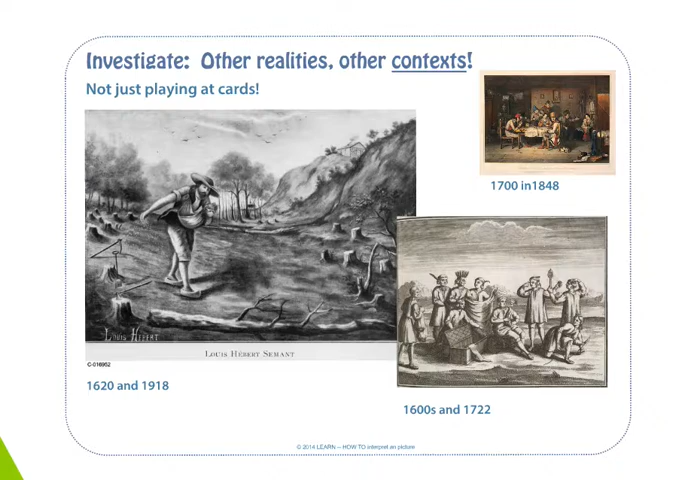 Investigate: Other realities, other contexts!
Not just playing at cards!
1700 in1848
LOUIS HÉBERT
LOUIS HÉBERT SEMANT
C-016952
1620 and 1918
1600s and 1722
© 2014 LEARN -- HOW TO interpret an picture